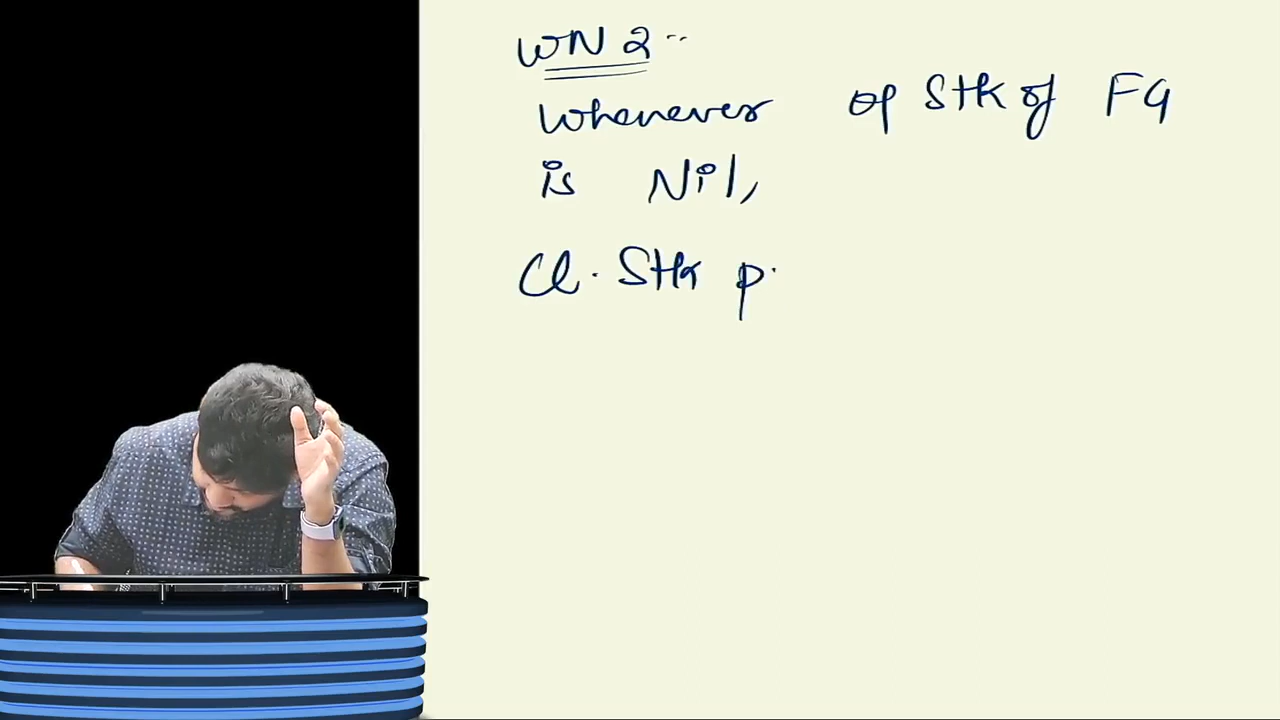 WN 2 --
Whenever Op Stk of FG
is Nil,
Cl. Stk p.